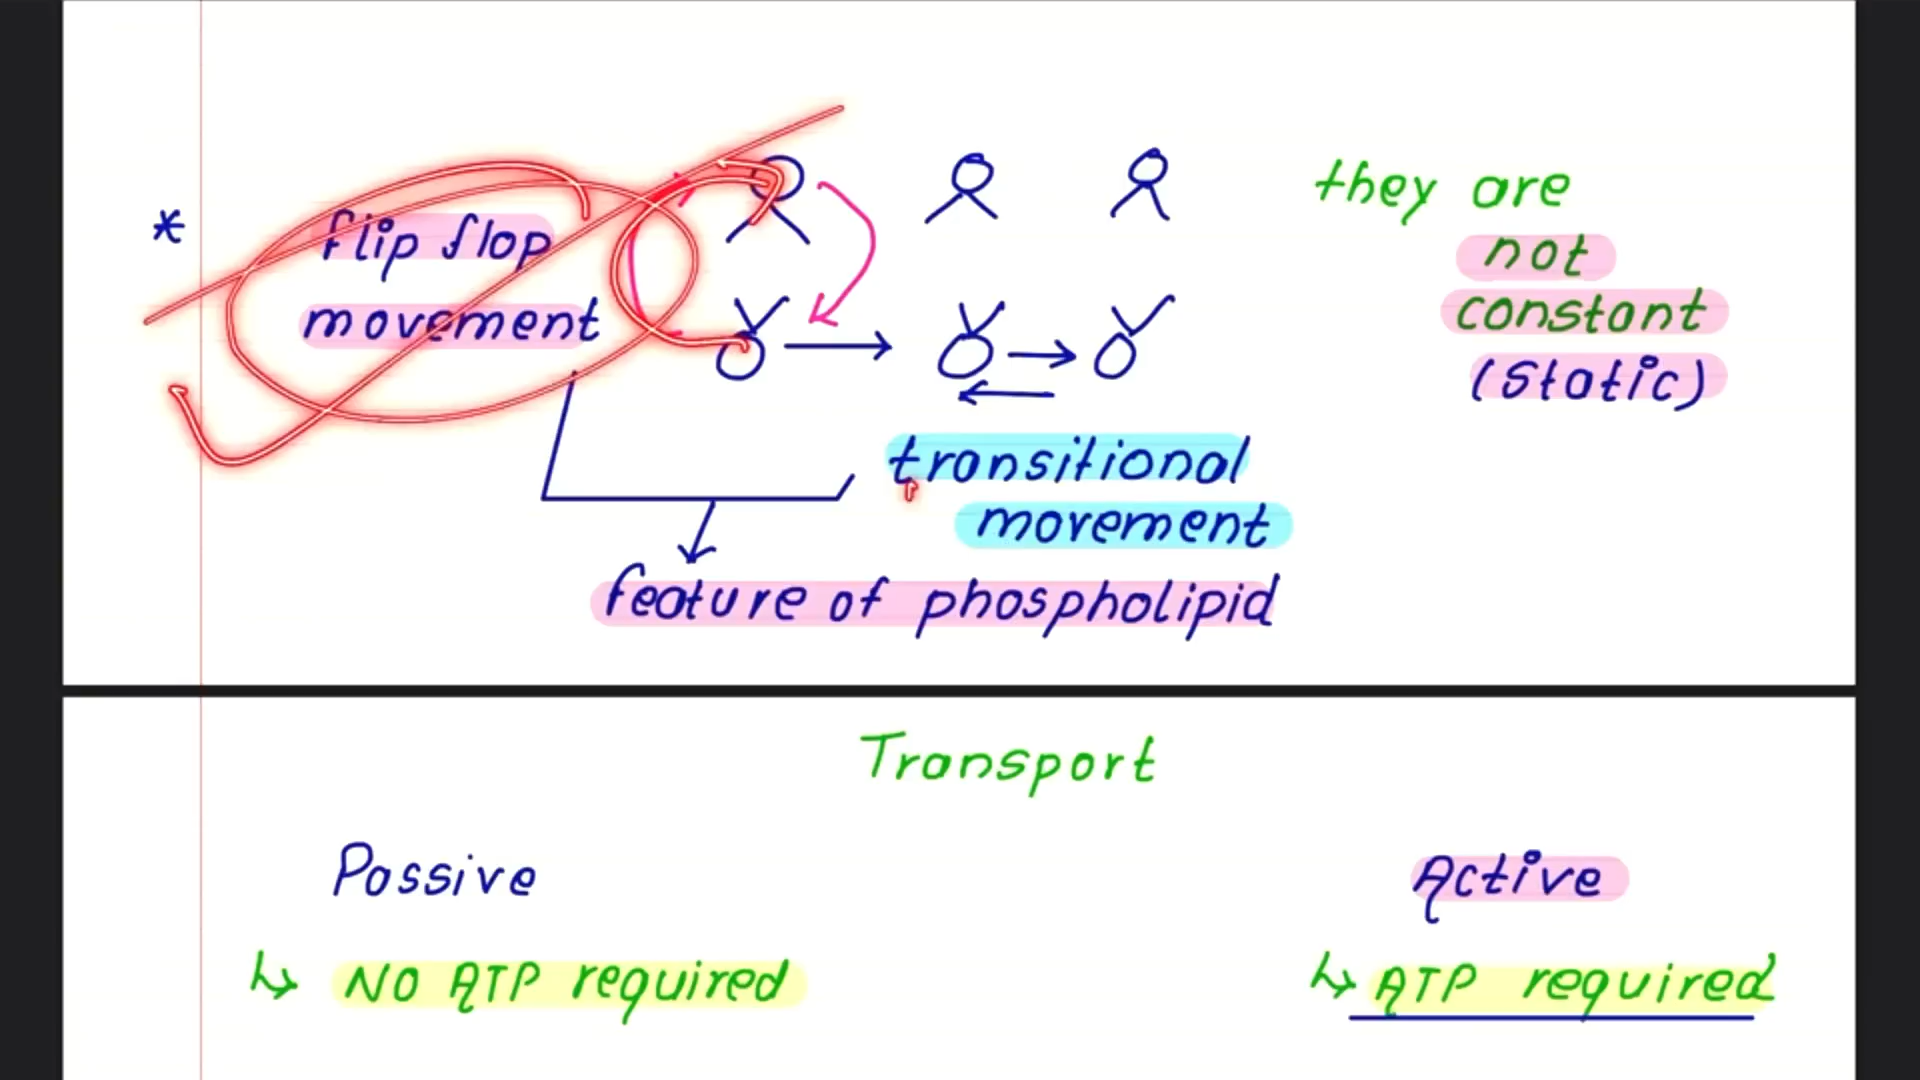 * flip flop
movement
they are
not
constant
(static)
transitional
movement
feature of phospholipid
Transport
Passive
Active
↳ NO ATP required
↳ ATP required